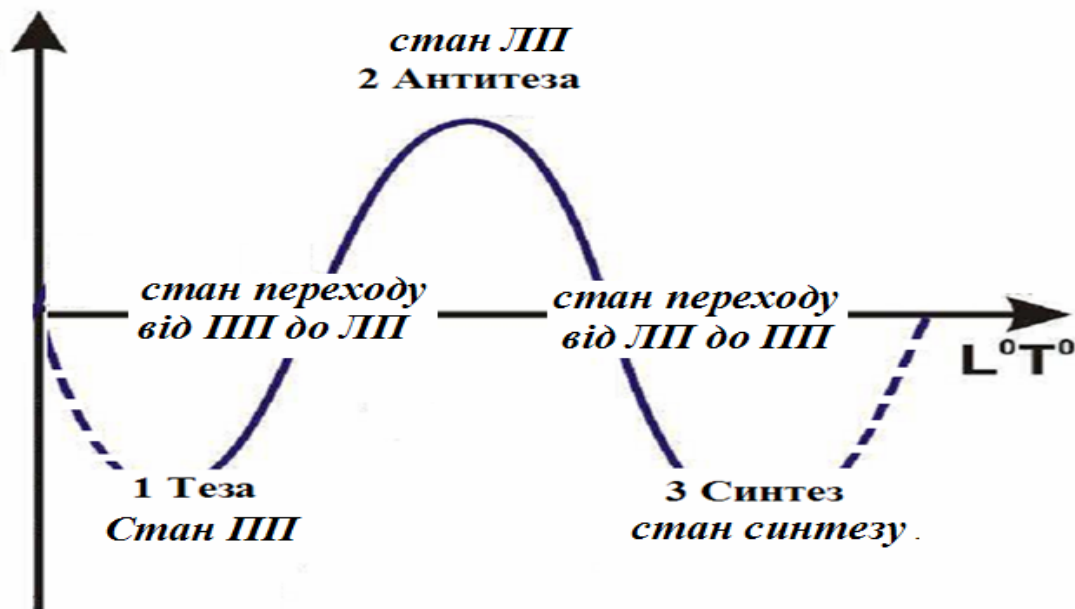 стан ЛП
2 Антитеза
стан переходу
від ПП до ЛП
стан переходу
від ЛП до ПП
L⁰T⁰
1 Теза
Стан ПП
3 Синтез
стан синтезу .